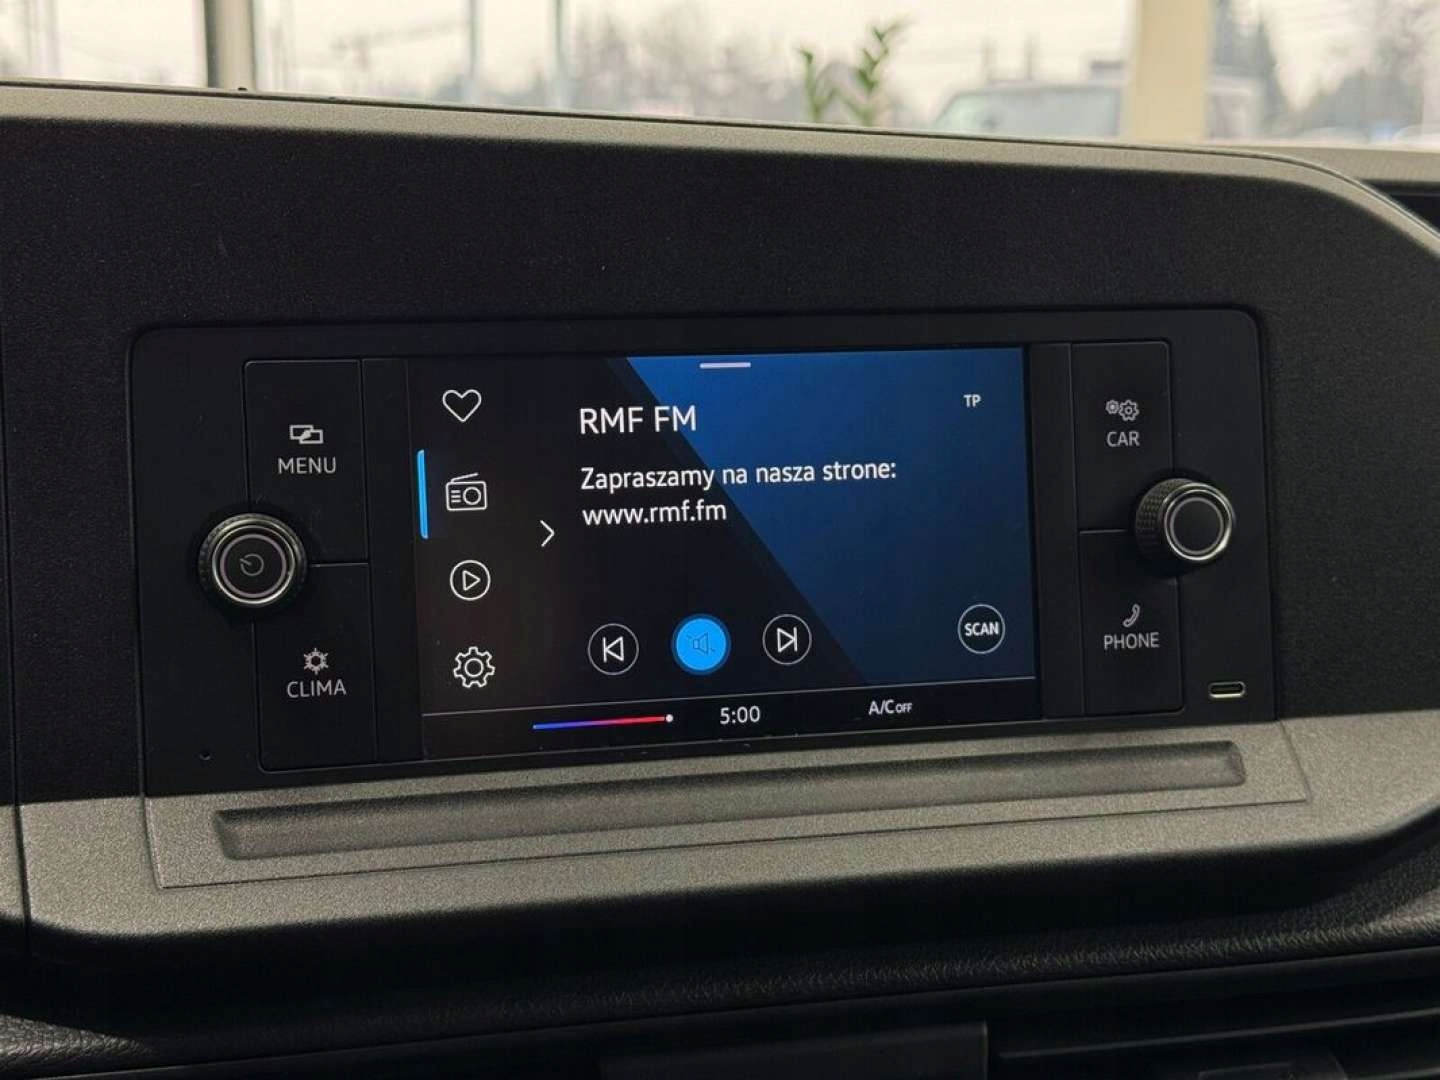 MENU
CLIMA
RMF FM
TP
Zapraszamy na nasza strone:
www.rmf.fm
SCAN
5:00
A/C OFF
CAR
PHONE